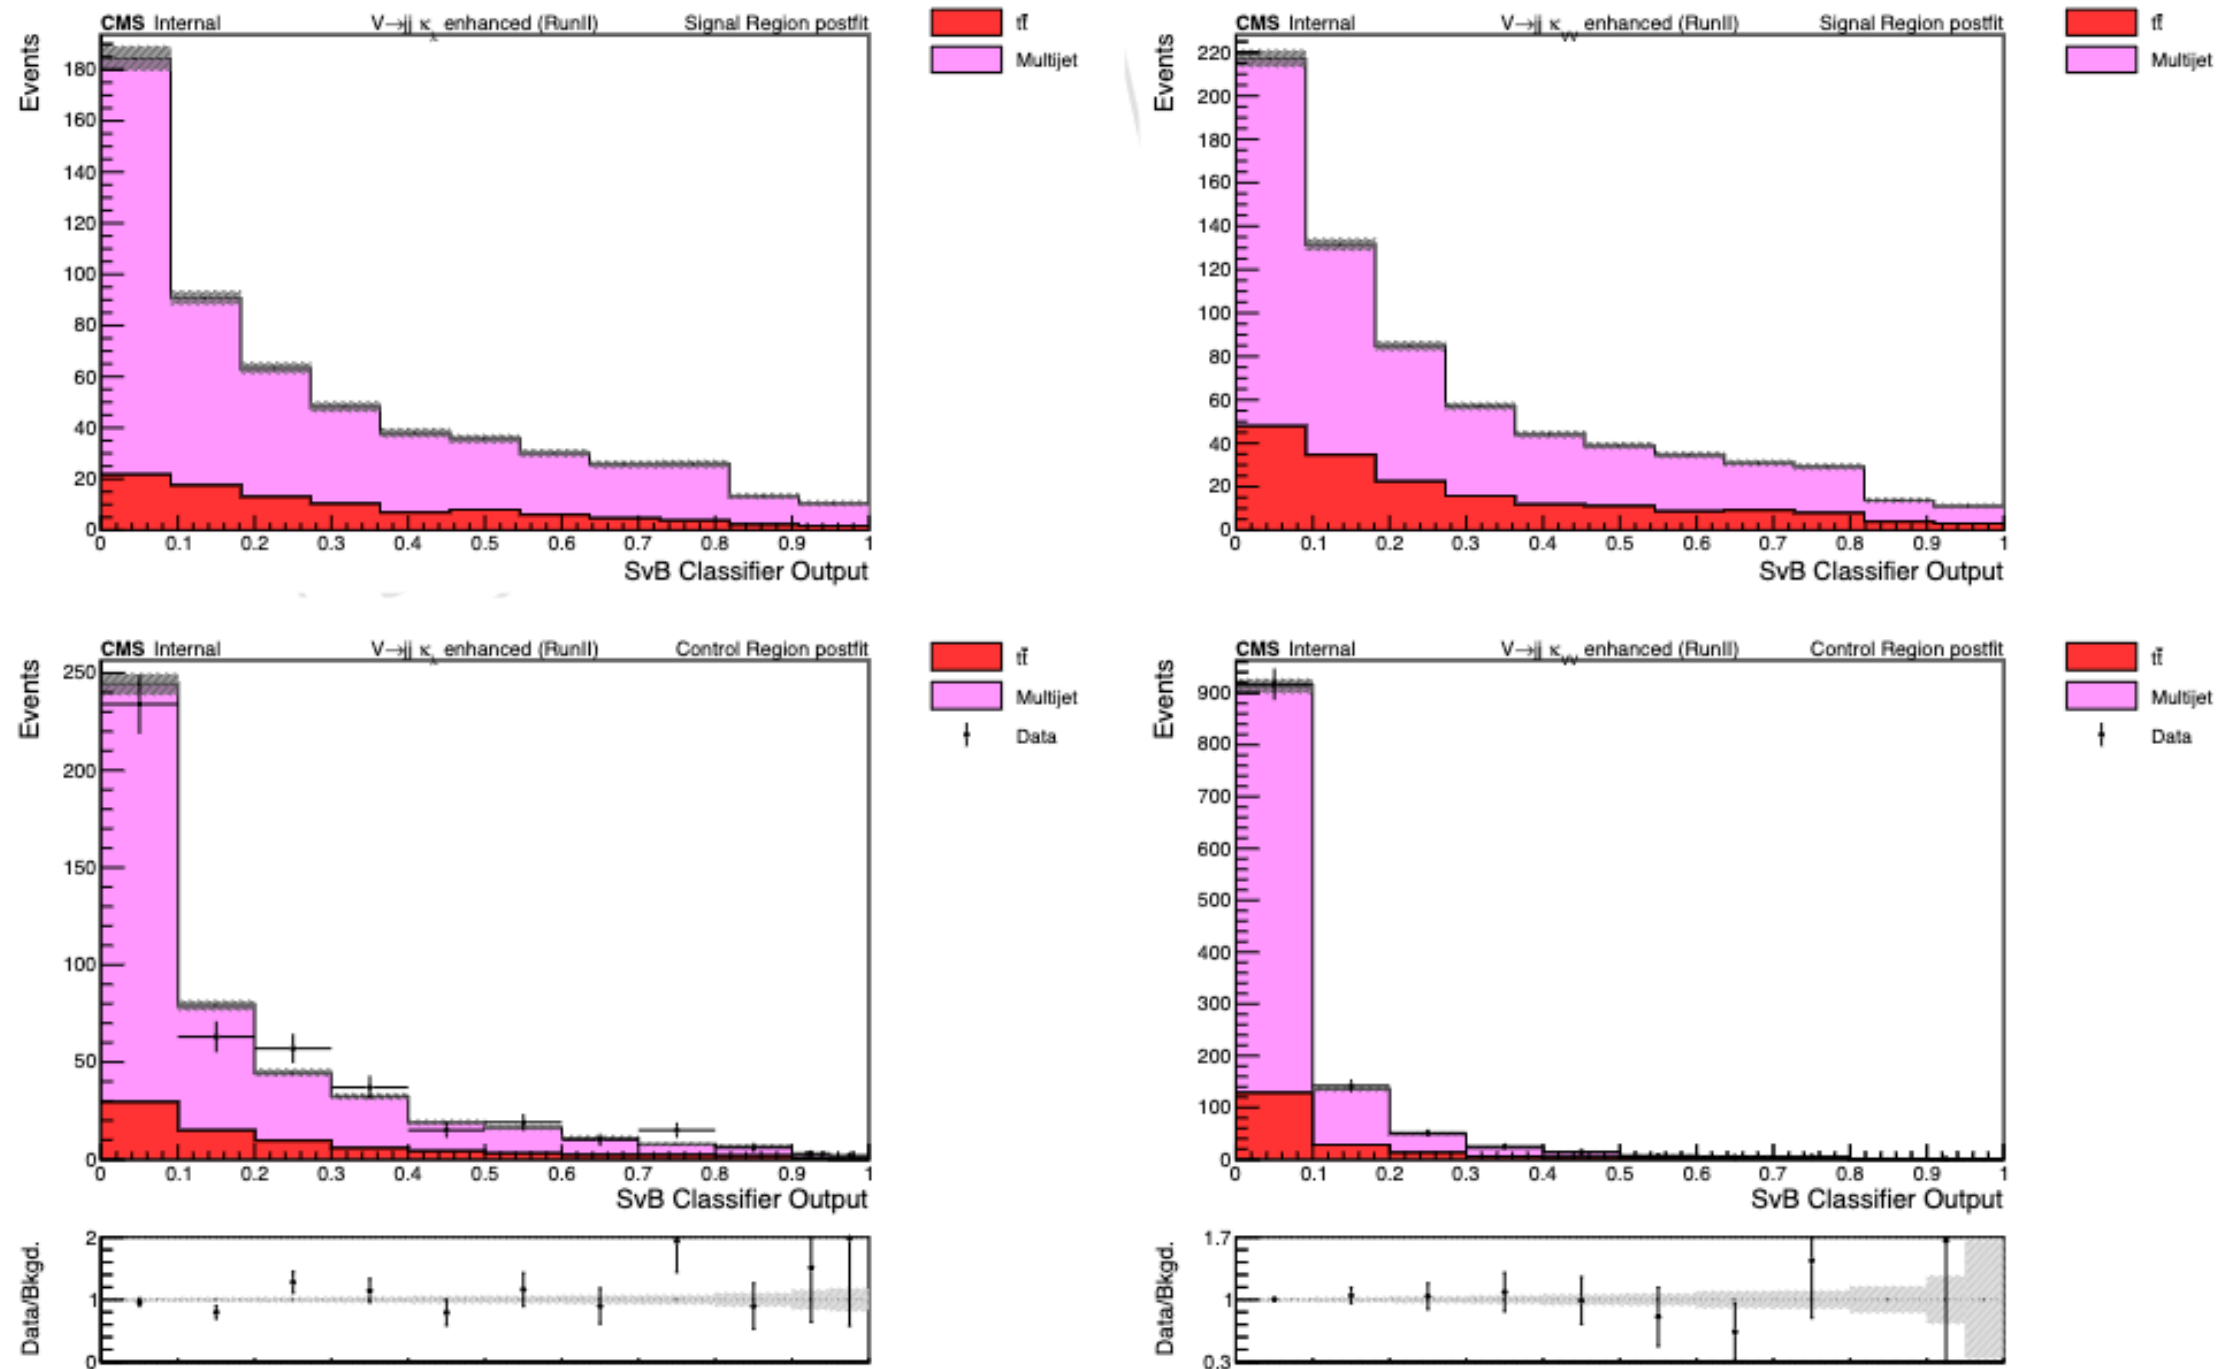 CMS Internal V→jj κλ enhanced (RunII) Signal Region postfit
Events
180
160
140
120
100
80
60
40
20
0
0 0.1 0.2 0.3 0.4 0.5 0.6 0.7 0.8 0.9 1
SvB Classifier Output
tt̄
Multijet
CMS Internal V→jj κVV enhanced (RunII) Signal Region postfit
Events
220
200
180
160
140
120
100
80
60
40
20
0
0 0.1 0.2 0.3 0.4 0.5 0.6 0.7 0.8 0.9 1
SvB Classifier Output
tt̄
Multijet
CMS Internal V→jj κλ enhanced (RunII) Control Region postfit
Events
250
200
150
100
50
0
0 0.1 0.2 0.3 0.4 0.5 0.6 0.7 0.8 0.9 1
SvB Classifier Output
tt̄
Multijet
Data
Data/Bkgd.
2
1
0
CMS Internal V→jj κVV enhanced (RunII) Control Region postfit
Events
900
800
700
600
500
400
300
200
100
0
0 0.1 0.2 0.3 0.4 0.5 0.6 0.7 0.8 0.9 1
SvB Classifier Output
tt̄
Multijet
Data
Data/Bkgd.
1.7
1
0.3